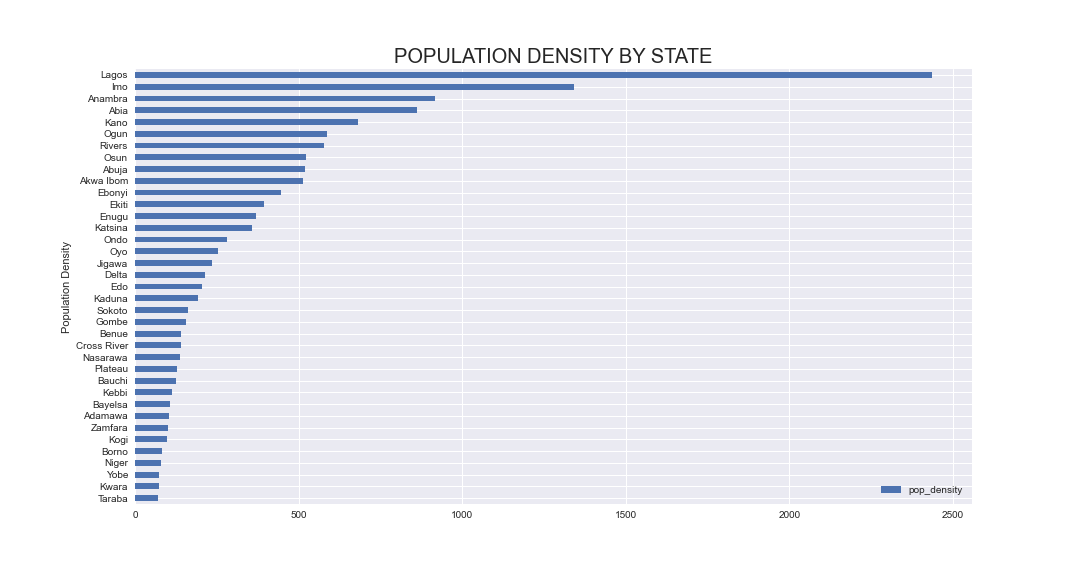 POPULATION DENSITY BY STATE
Population Density
Lagos
Imo
Anambra
Abia
Kano
Ogun
Rivers
Osun
Abuja
Akwa Ibom
Ebonyi
Ekiti
Enugu
Katsina
Ondo
Oyo
Jigawa
Delta
Edo
Kaduna
Sokoto
Gombe
Benue
Cross River
Nasarawa
Plateau
Bauchi
Kebbi
Bayelsa
Adamawa
Zamfara
Kogi
Borno
Niger
Yobe
Kwara
Taraba
pop_density
0 500 1000 1500 2000 2500